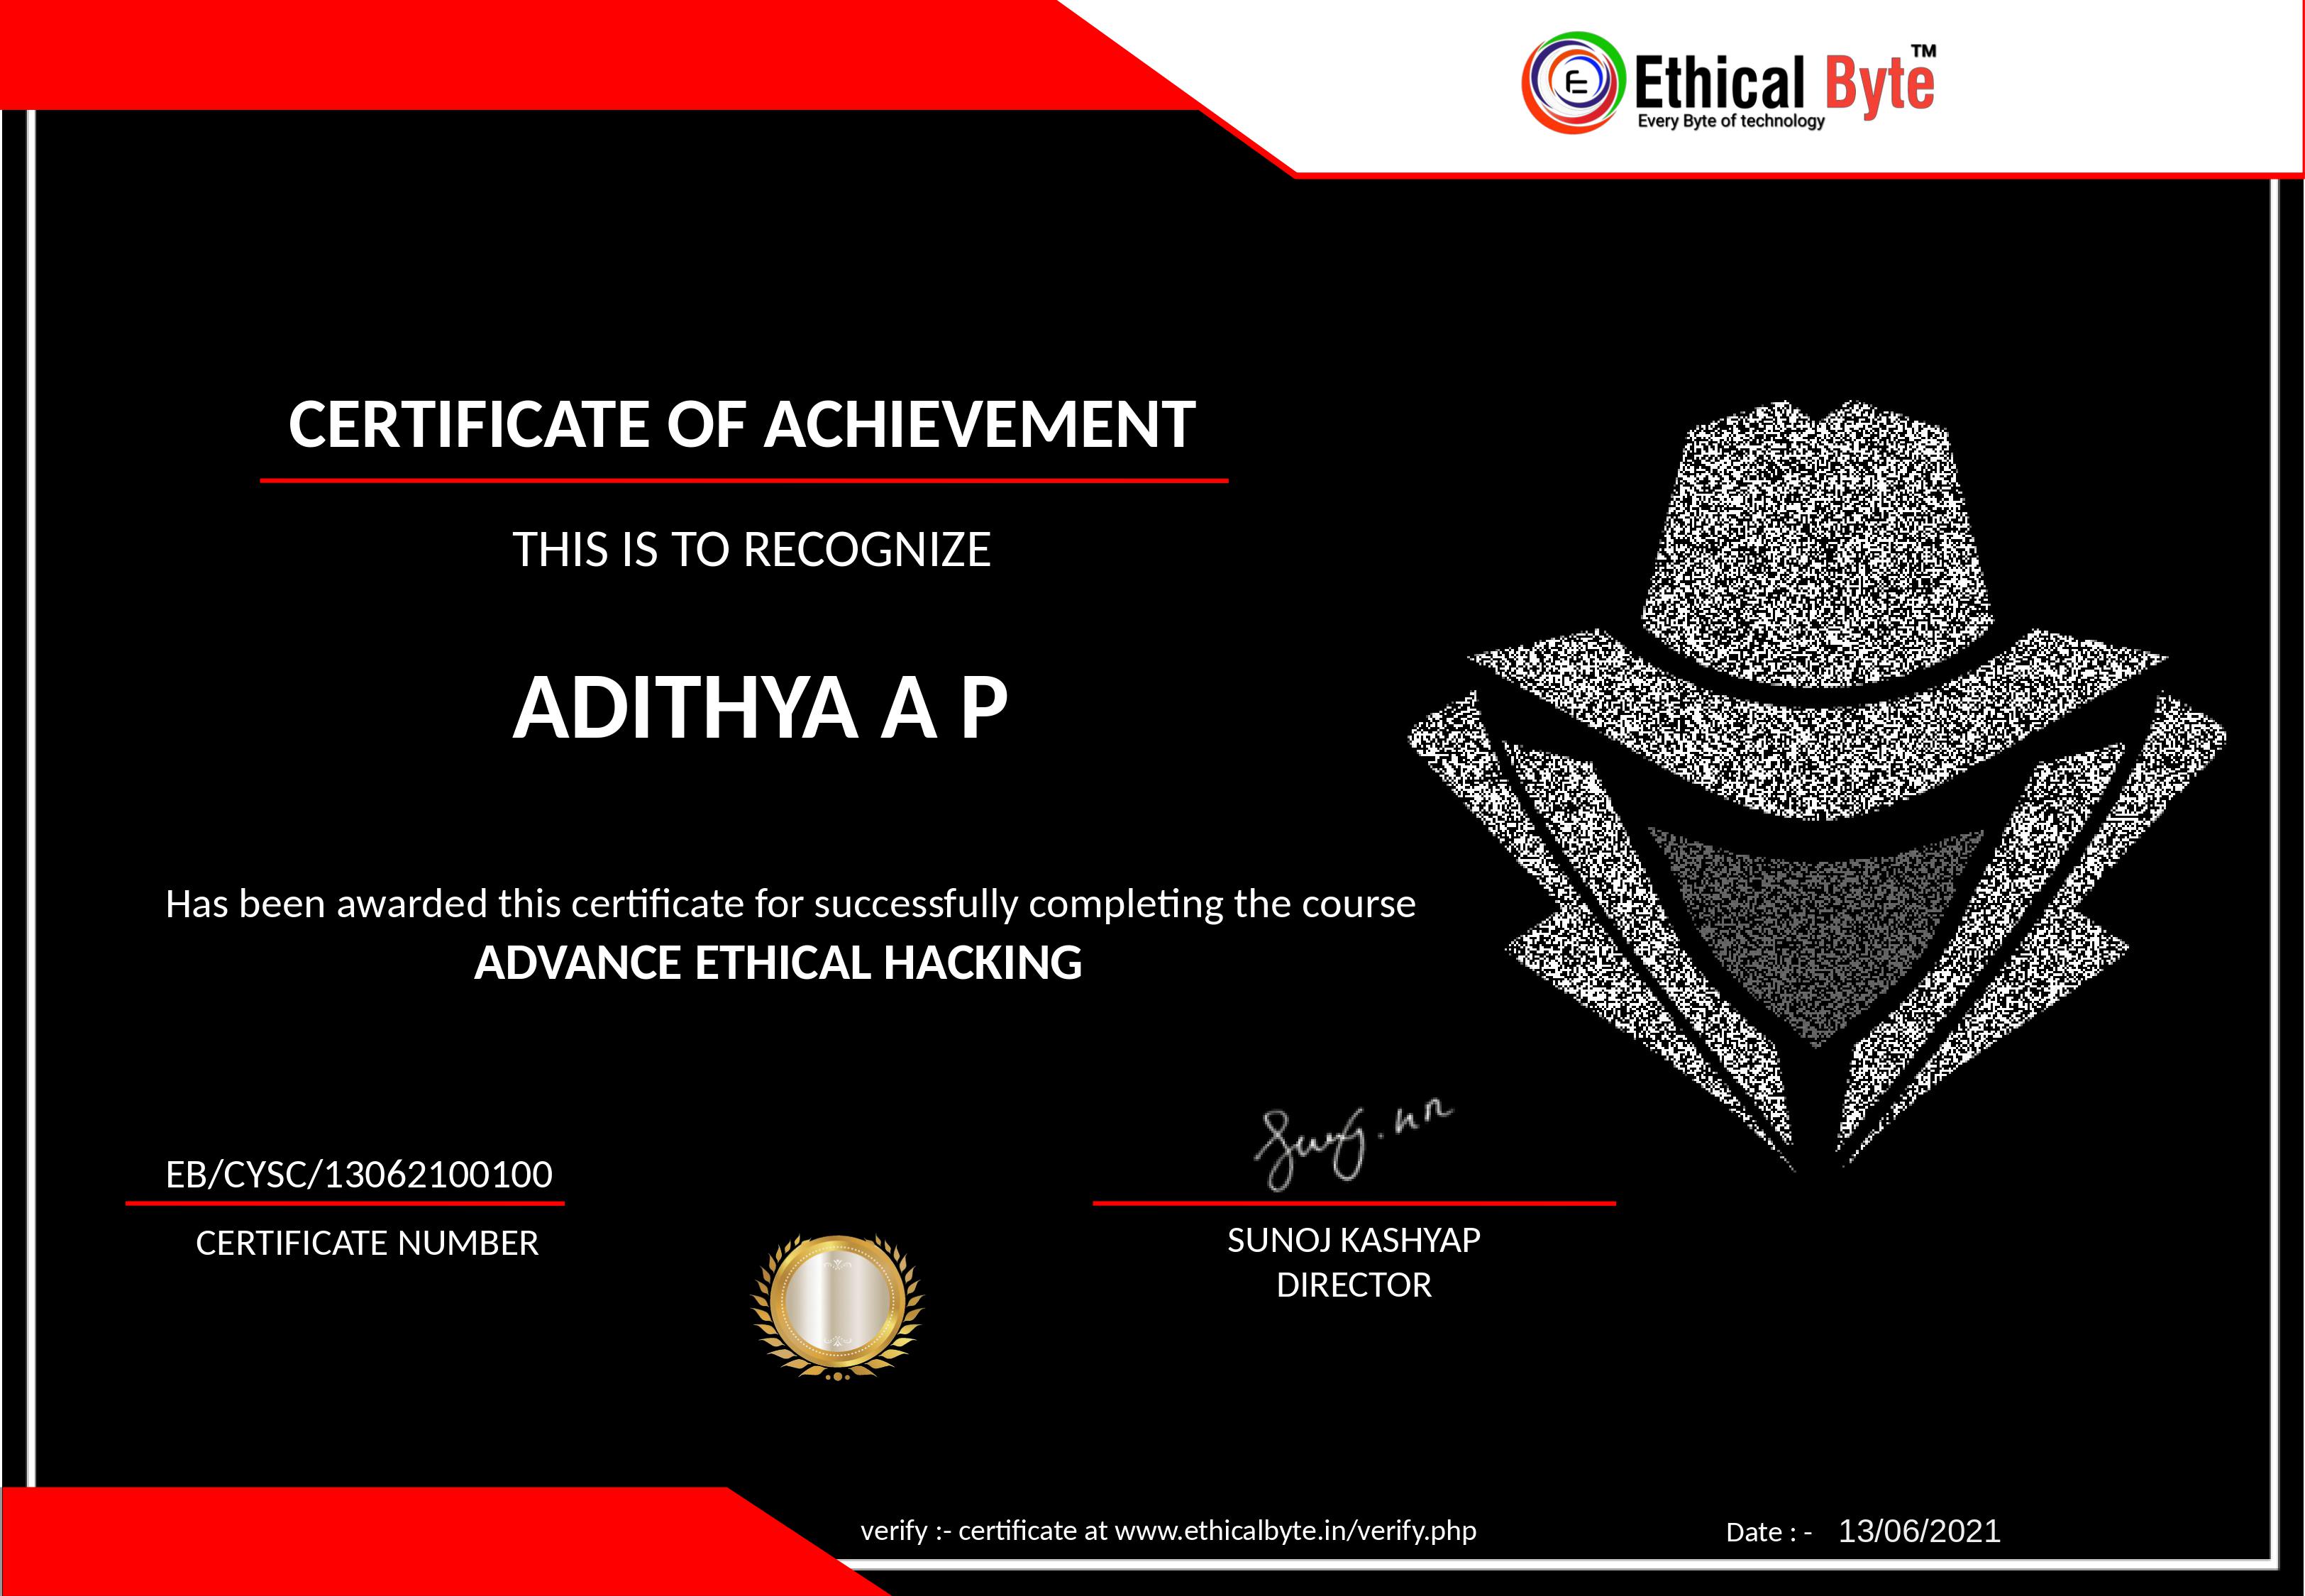 Ethical Byte™
Every Byte of technology
CERTIFICATE OF ACHIEVEMENT
THIS IS TO RECOGNIZE
ADITHYA A P
Has been awarded this certificate for successfully completing the course
ADVANCE ETHICAL HACKING
EB/CYSC/13062100100
CERTIFICATE NUMBER
SUNOJ KASHYAP
DIRECTOR
verify :- certificate at www.ethicalbyte.in/verify.php
Date : - 13/06/2021